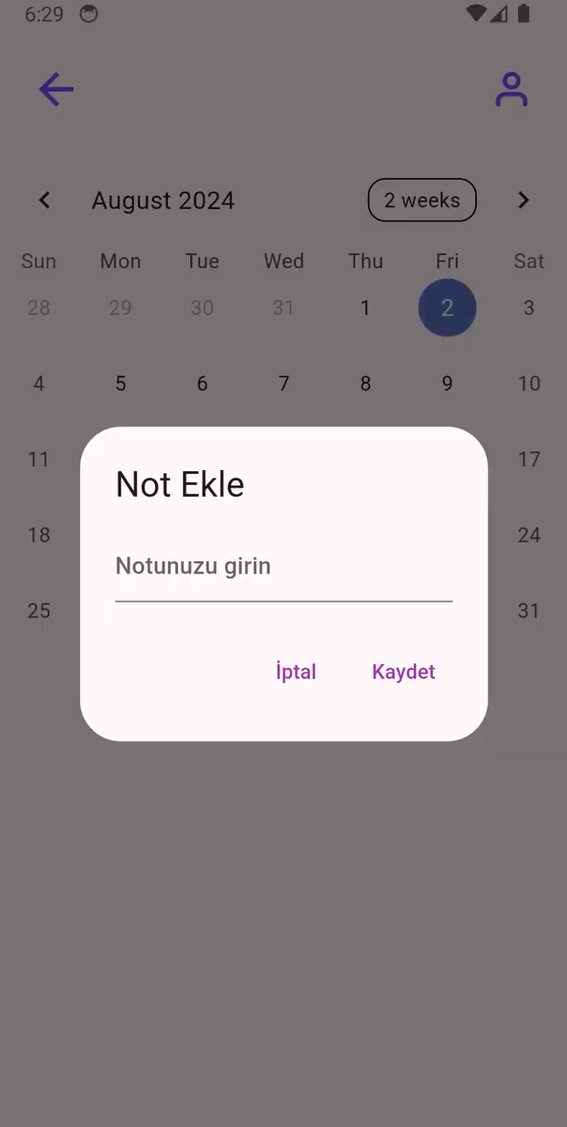 6:29
August 2024 2 weeks
Sun Mon Tue Wed Thu Fri Sat
28 29 30 31 1 2 3
4 5 6 7 8 9 10
11 17
Not Ekle
18 24
Notunuzu girin
25 31
İptal Kaydet